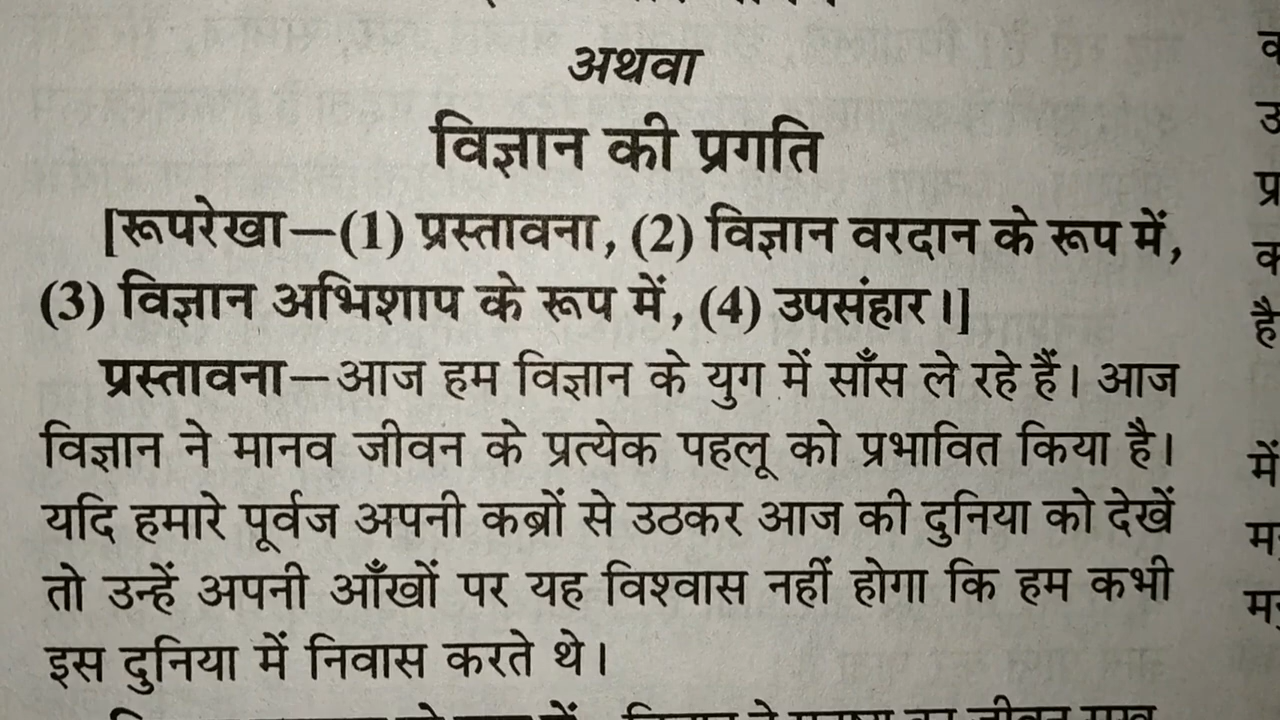 अथवा
विज्ञान की प्रगति
[रूपरेखा—(1) प्रस्तावना, (2) विज्ञान वरदान के रूप में,
(3) विज्ञान अभिशाप के रूप में, (4) उपसंहार।]
प्रस्तावना—आज हम विज्ञान के युग में साँस ले रहे हैं। आज
विज्ञान ने मानव जीवन के प्रत्येक पहलू को प्रभावित किया है।
यदि हमारे पूर्वज अपनी कब्रों से उठकर आज की दुनिया को देखें
तो उन्हें अपनी आँखों पर यह विश्वास नहीं होगा कि हम कभी
इस दुनिया में निवास करते थे।